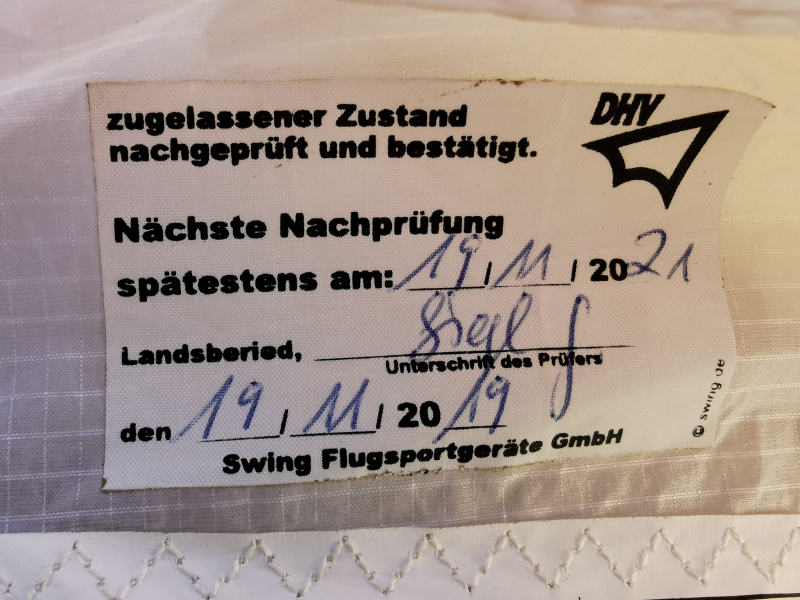 zugelassener Zustand
nachgeprüft und bestätigt.
DHV
Nächste Nachprüfung
spätestens am: 19/11/2021
Landsberied,
Unterschrift des Prüfers
den 19/11/2019
Swing Flugsportgeräte GmbH
© swing de